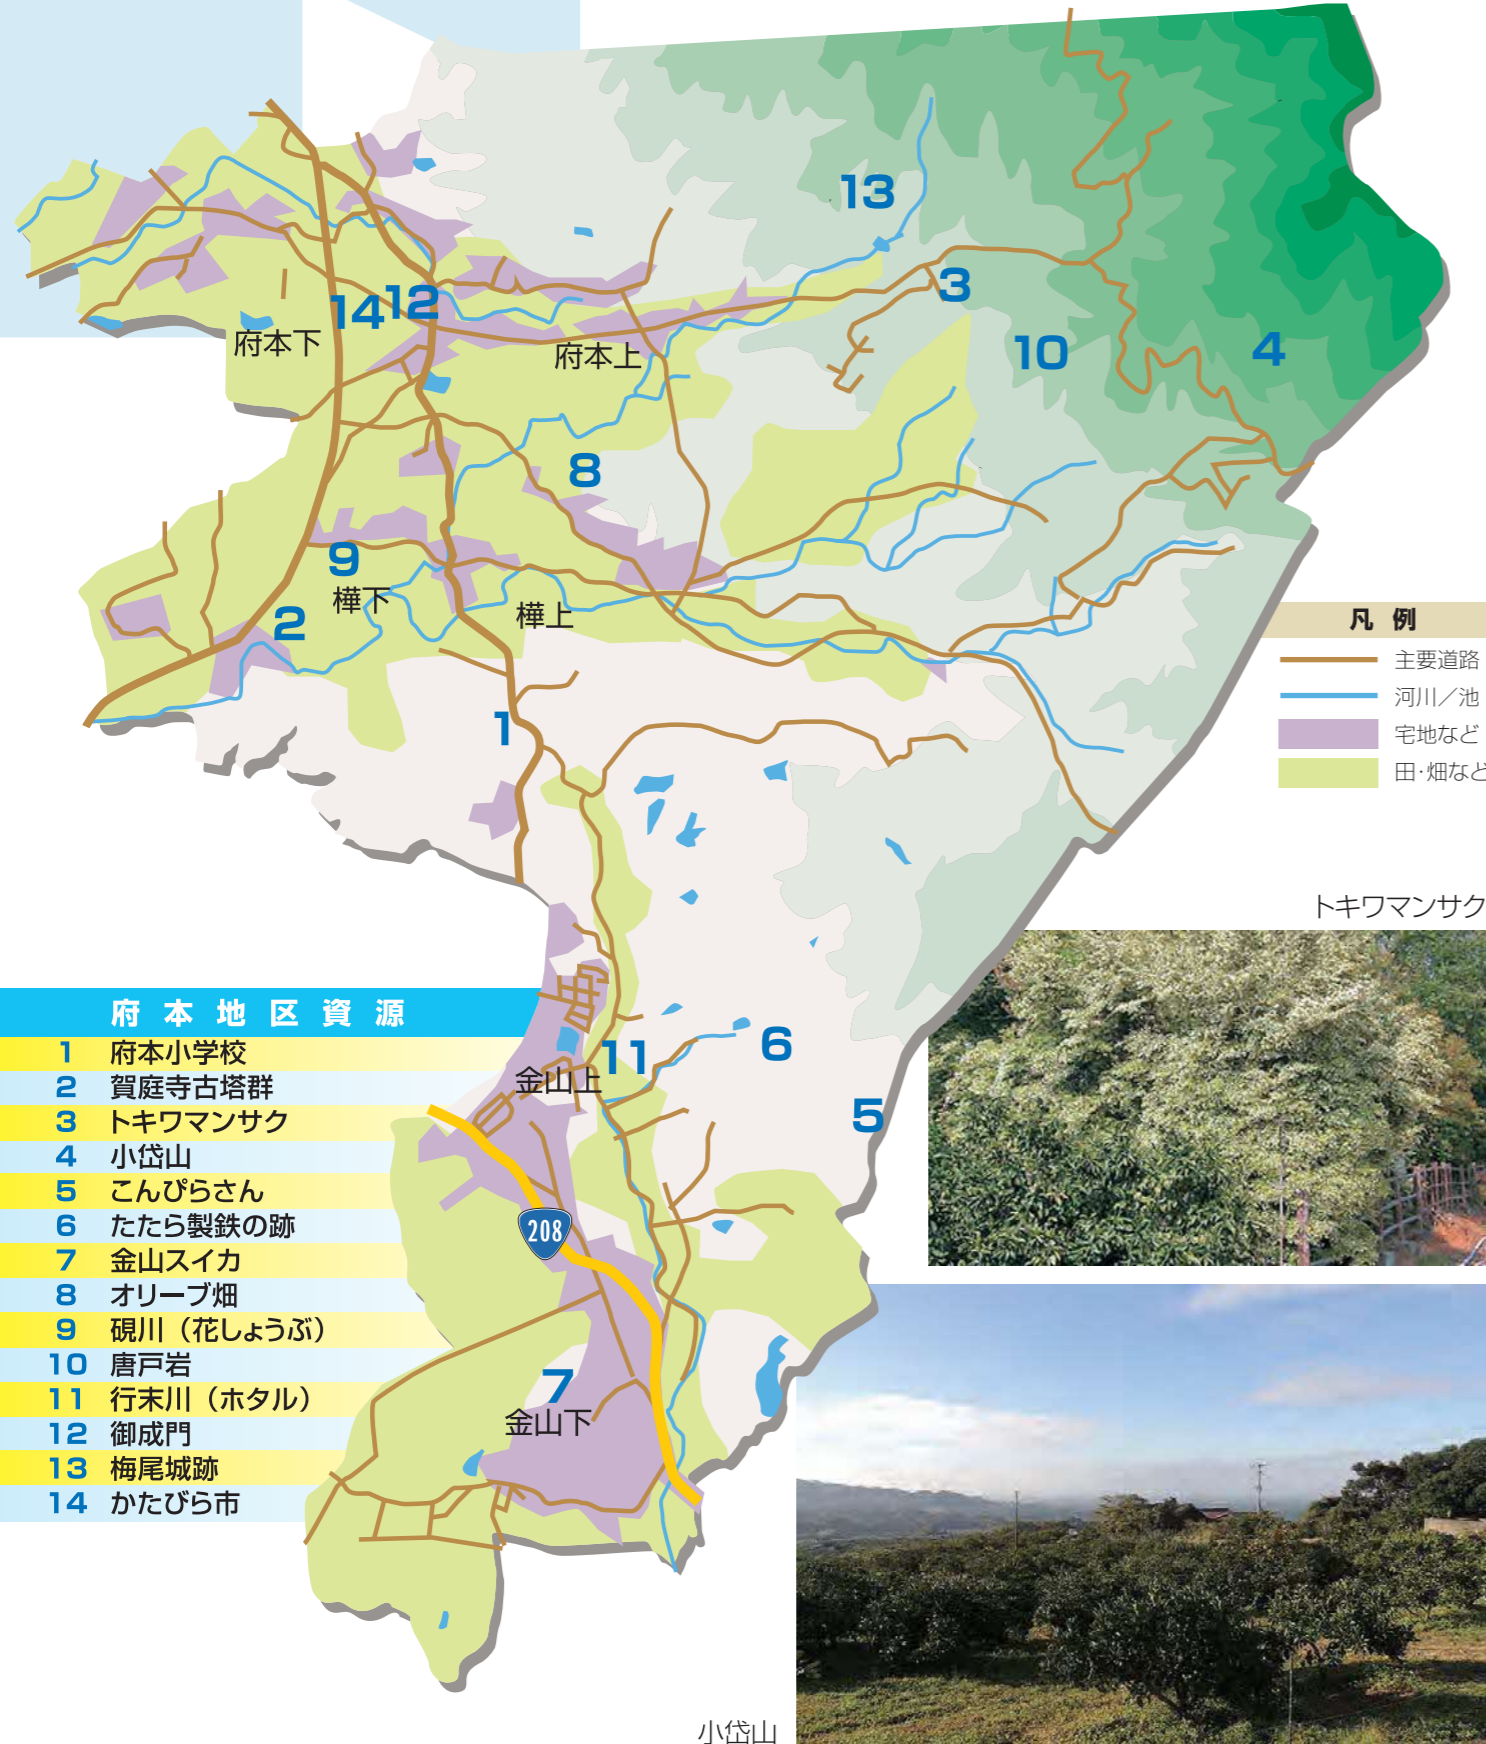 13
3
14
12
府本下
府本上
10
4
8
9
樺下
2
樺上
凡 例
主要道路
河川／池
宅地など
田・畑など
1
トキワマンサク
府 本 地 区 資 源
1 府本小学校
2 賀庭寺古塔群
3 トキワマンサク
4 小岱山
5 こんぴらさん
6 たたら製鉄の跡
7 金山スイカ
8 オリーブ畑
9 硯川（花しょうぶ）
10 唐戸岩
11 行末川（ホタル）
12 御成門
13 梅尾城跡
14 かたびら市
6
11
金山上
5
208
7
金山下
小岱山